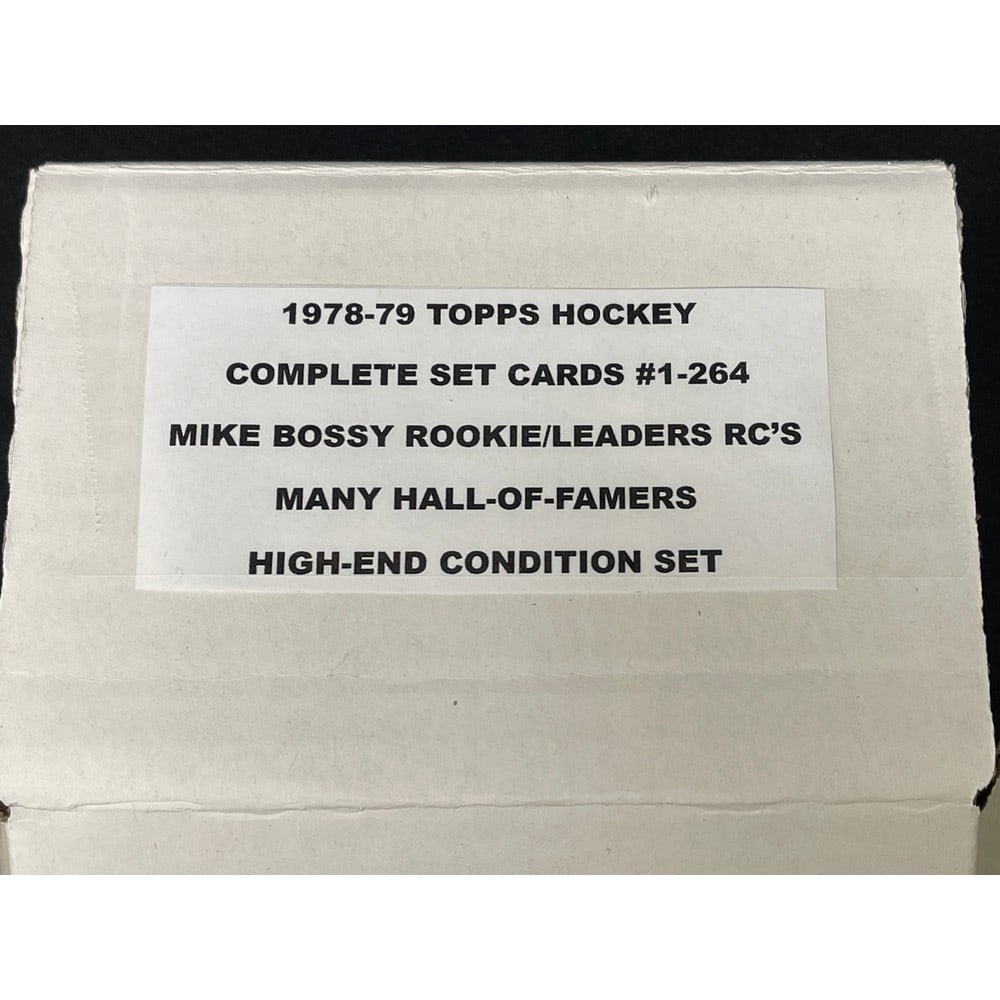 1978-79 TOPPS HOCKEY
COMPLETE SET CARDS #1-264
MIKE BOSSY ROOKIE/LEADERS RC'S
MANY HALL-OF-FAMERS
HIGH-END CONDITION SET